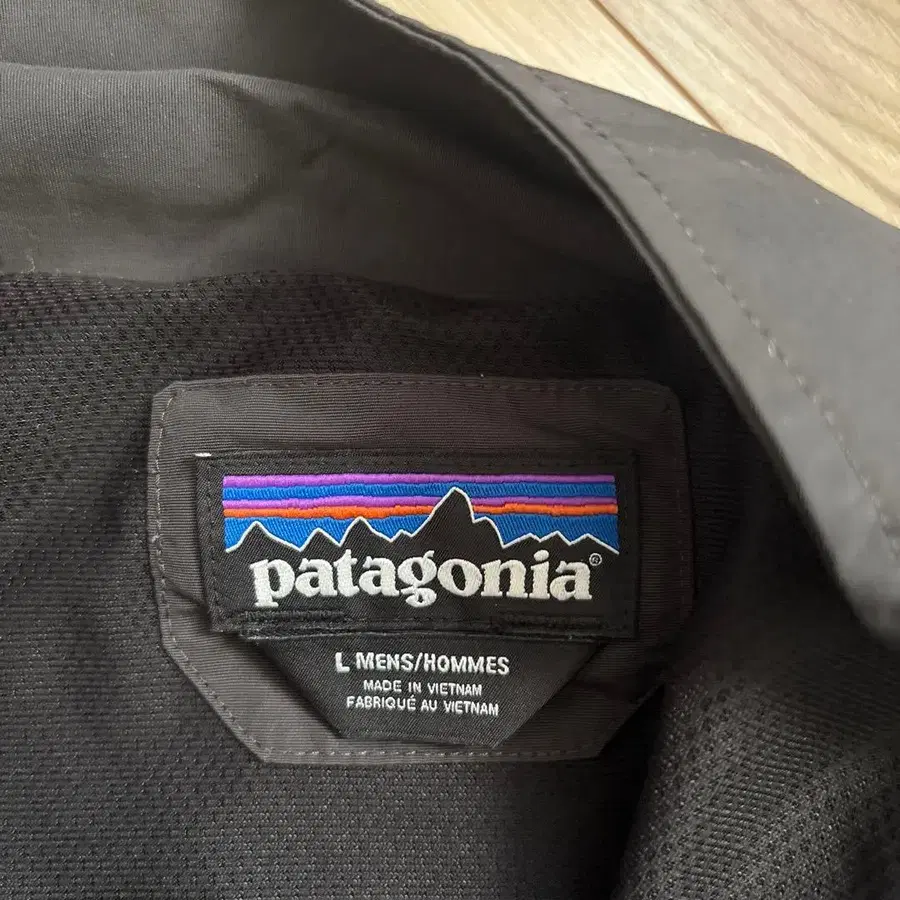 patagonia®
L MENS/HOMMES
MADE IN VIETNAM
FABRIQUÉ AU VIETNAM